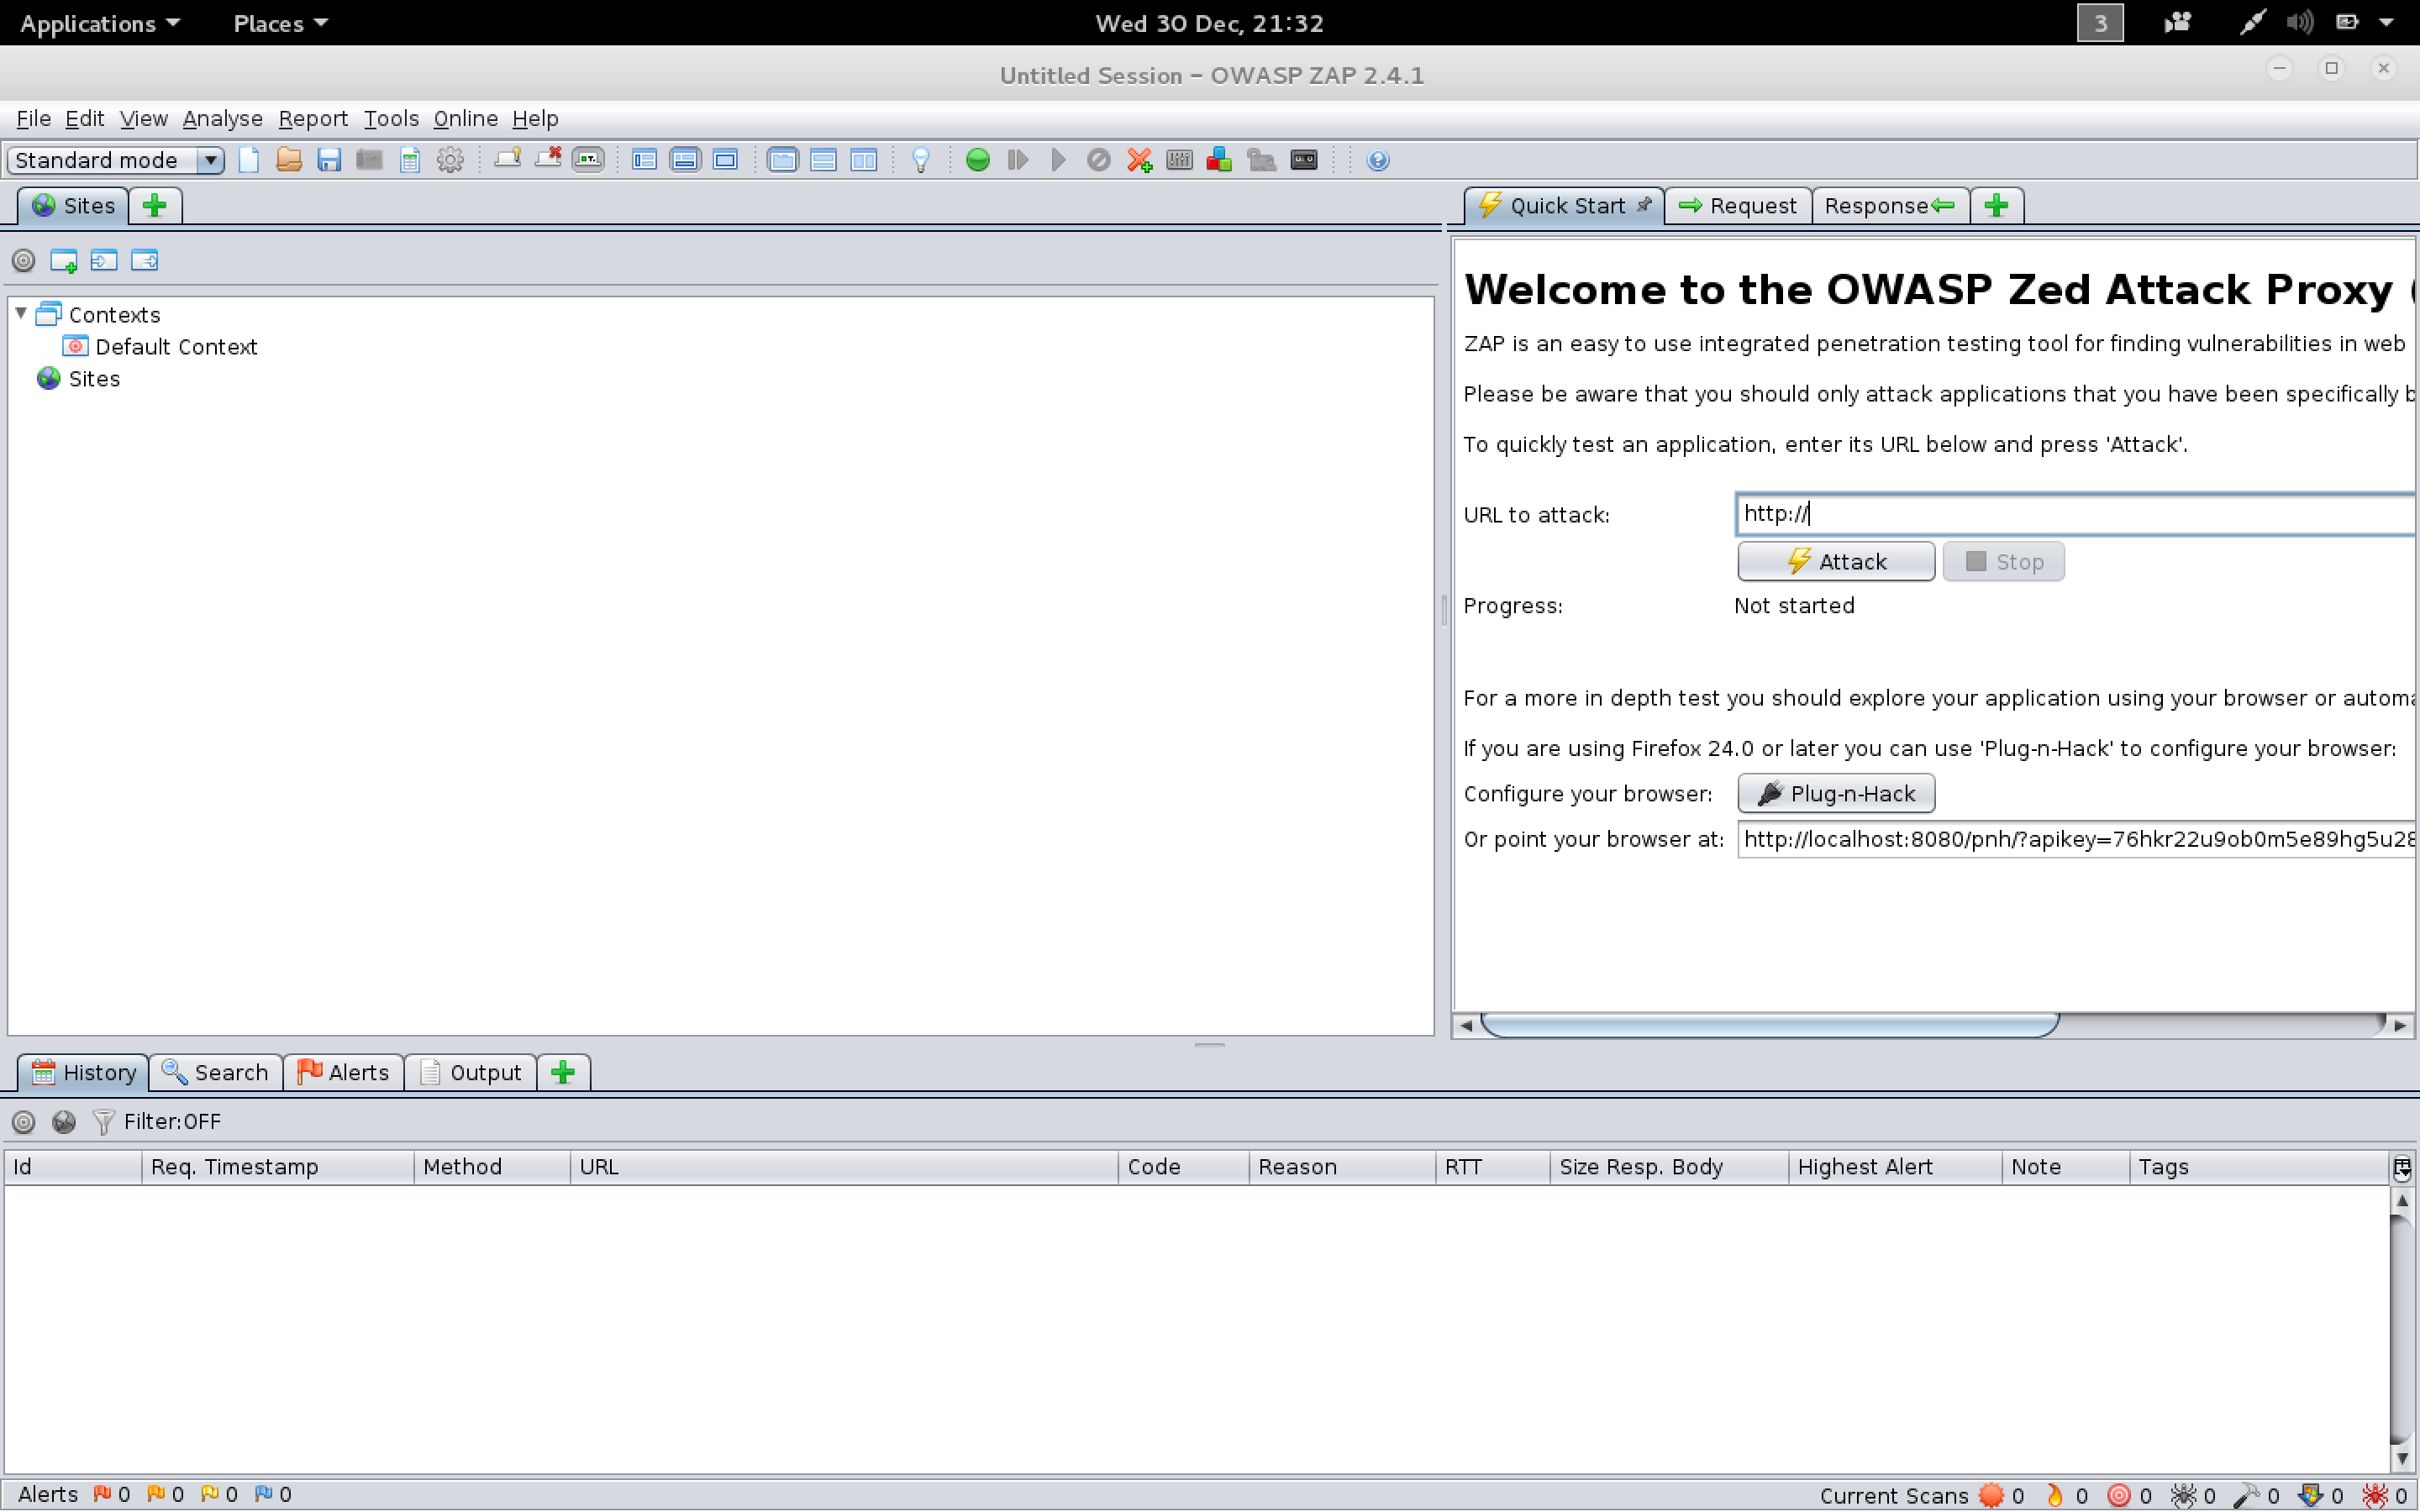 Applications Places Wed 30 Dec, 21:32 3
Untitled Session - OWASP ZAP 2.4.1
File Edit View Analyse Report Tools Online Help
Standard mode
Sites
Quick Start Request Response
Contexts
Default Context
Sites
Welcome to the OWASP Zed Attack Proxy (
ZAP is an easy to use integrated penetration testing tool for finding vulnerabilities in web
Please be aware that you should only attack applications that you have been specifically
To quickly test an application, enter its URL below and press 'Attack'.
URL to attack: http://
Attack Stop
Progress: Not started
For a more in depth test you should explore your application using your browser or
If you are using Firefox 24.0 or later you can use 'Plug-n-Hack' to configure your browser:
Configure your browser: Plug-n-Hack
Or point your browser at: http://localhost:8080/pnh/?apikey=76hkr22u9ob0m5e89hg5u28
History Search Alerts Output
Filter:OFF
Id Req. Timestamp Method URL Code Reason RTT Size Resp. Body Highest Alert Note Tags
Alerts 0 0 0 0 Current Scans 0 0 0 0 0 0 0